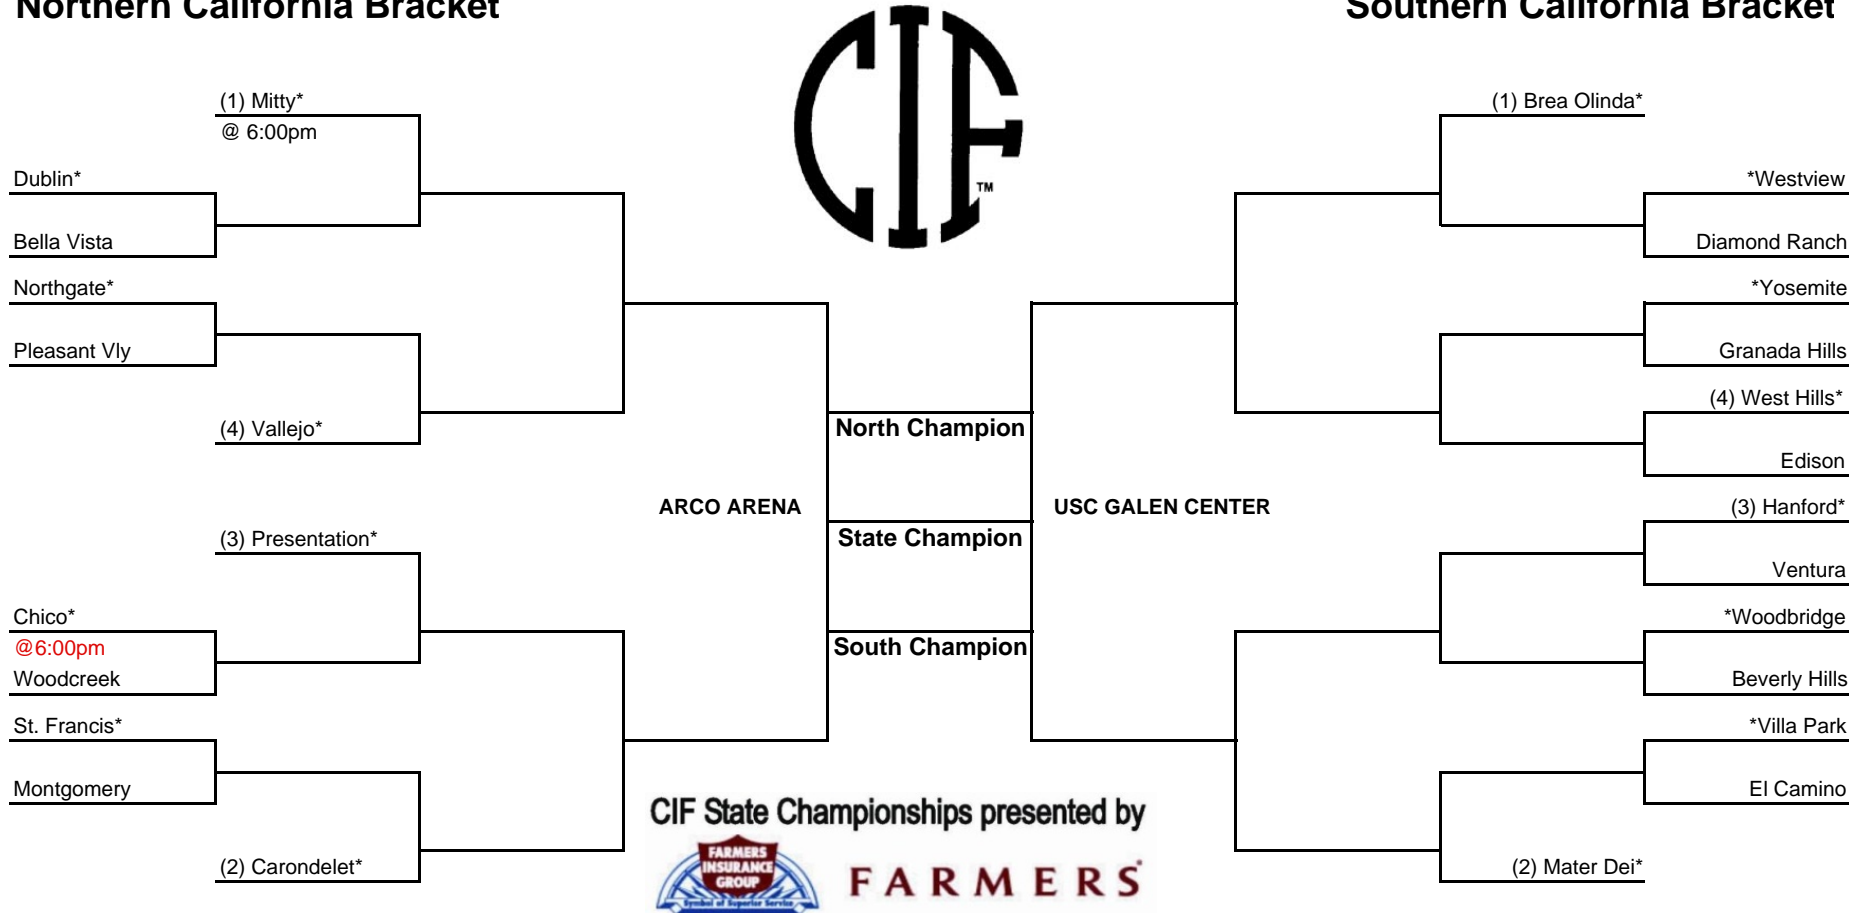 Northern California Bracket
Southern California Bracket
CIF
TM
(1) Mitty*
@ 6:00pm
Dublin*
Bella Vista
Northgate*
Pleasant Vly
(4) Vallejo*
(3) Presentation*
Chico*
@6:00pm
Woodcreek
St. Francis*
Montgomery
(2) Carondelet*
ARCO ARENA
North Champion
State Champion
South Champion
USC GALEN CENTER
(1) Brea Olinda*
*Westview
Diamond Ranch
*Yosemite
Granada Hills
(4) West Hills*
Edison
(3) Hanford*
Ventura
*Woodbridge
Beverly Hills
*Villa Park
El Camino
(2) Mater Dei*
CIF State Championships presented by
FARMERS
INSURANCE
GROUP
Symbol of Superior Service
FARMERS